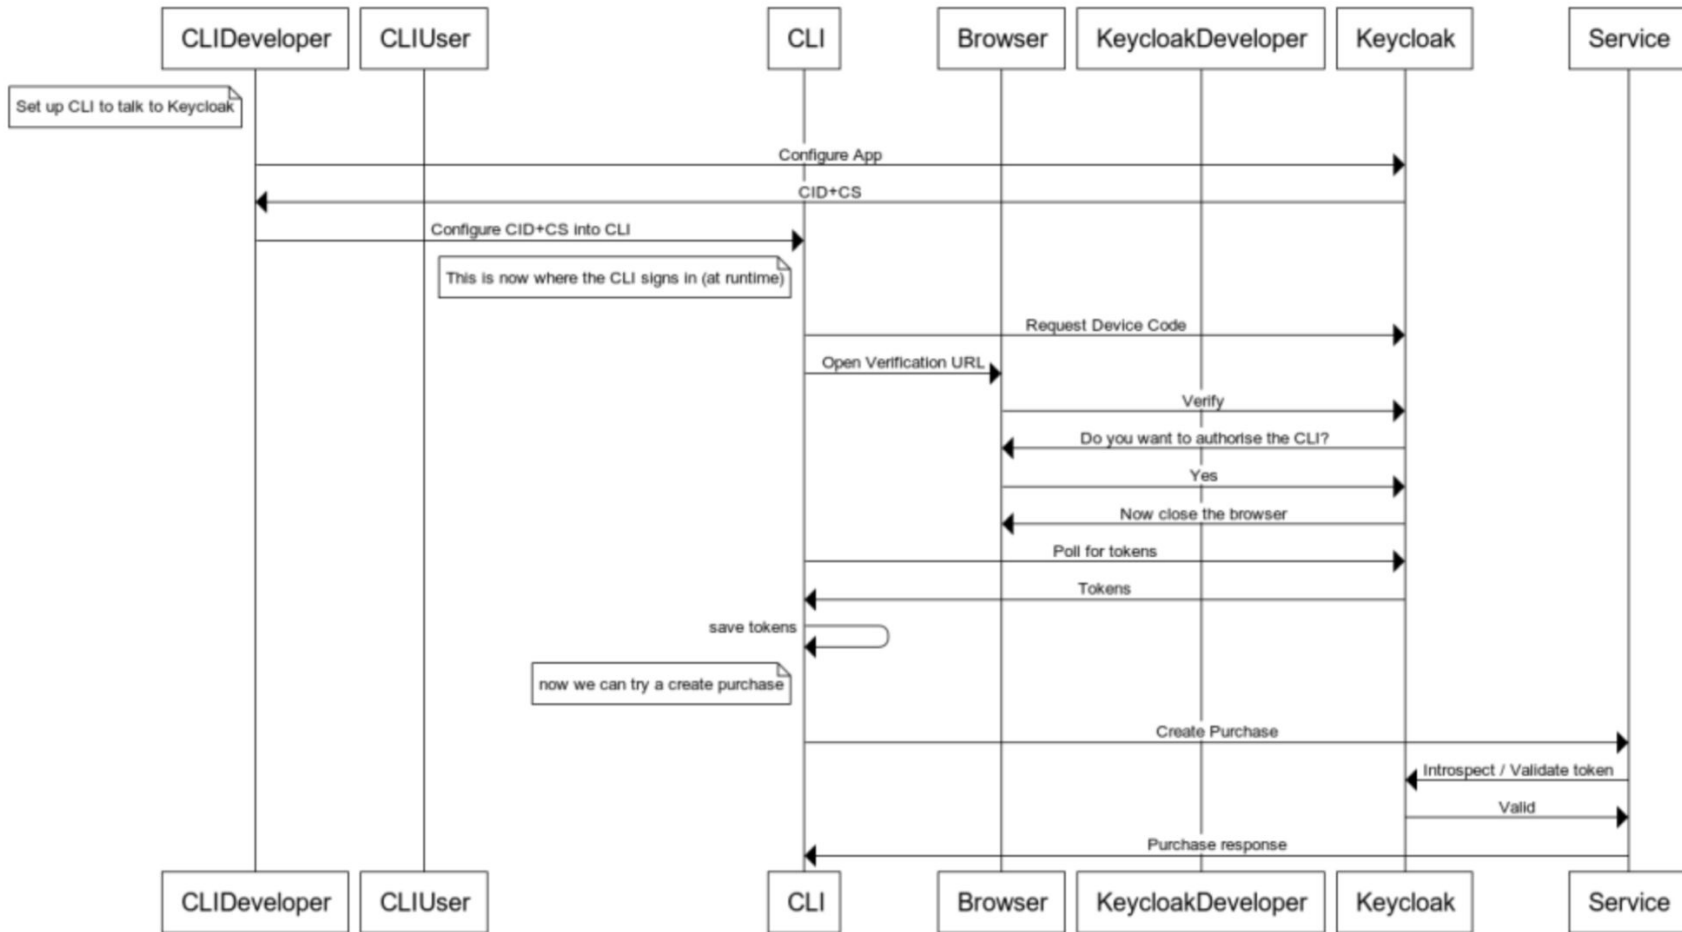 CLIDeveloper
CLIUser
CLI
Browser
KeycloakDeveloper
Keycloak
Service
Set up CLI to talk to Keycloak
Configure App
CID+CS
Configure CID+CS into CLI
This is now where the CLI signs in (at runtime)
Request Device Code
Open Verification URL
Verify
Do you want to authorise the CLI?
Yes
Now close the browser
Poll for tokens
Tokens
save tokens
now we can try a create purchase
Create Purchase
Introspect / Validate token
Valid
Purchase response
CLIDeveloper
CLIUser
CLI
Browser
KeycloakDeveloper
Keycloak
Service